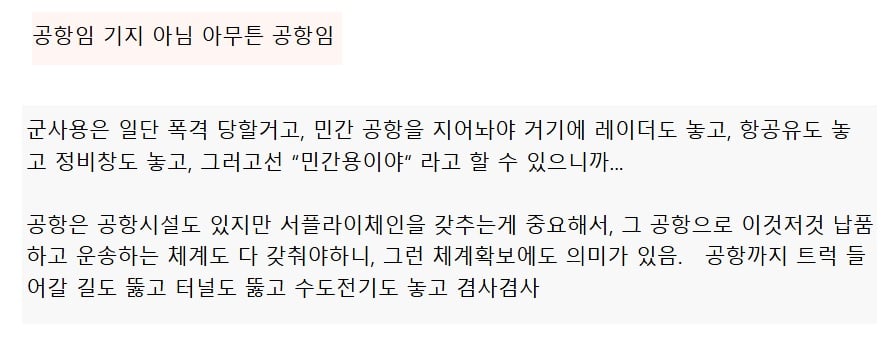 공항임 기지 아님 아무튼 공항임
군사용은 일단 폭격 당할거고, 민간 공항을 지어놔야 거기에 레이더도 놓고, 항공유도 놓
고 정비창도 놓고, 그러고선 “민간용이야“ 라고 할 수 있으니까...
공항은 공항시설도 있지만 서플라이체인을 갖추는게 중요해서, 그 공항으로 이것저것 납품
하고 운송하는 체계도 다 갖춰야하니, 그런 체계확보에도 의미가 있음. 공항까지 트럭 들
어갈 길도 뚫고 터널도 뚫고 수도전기도 놓고 겸사겸사